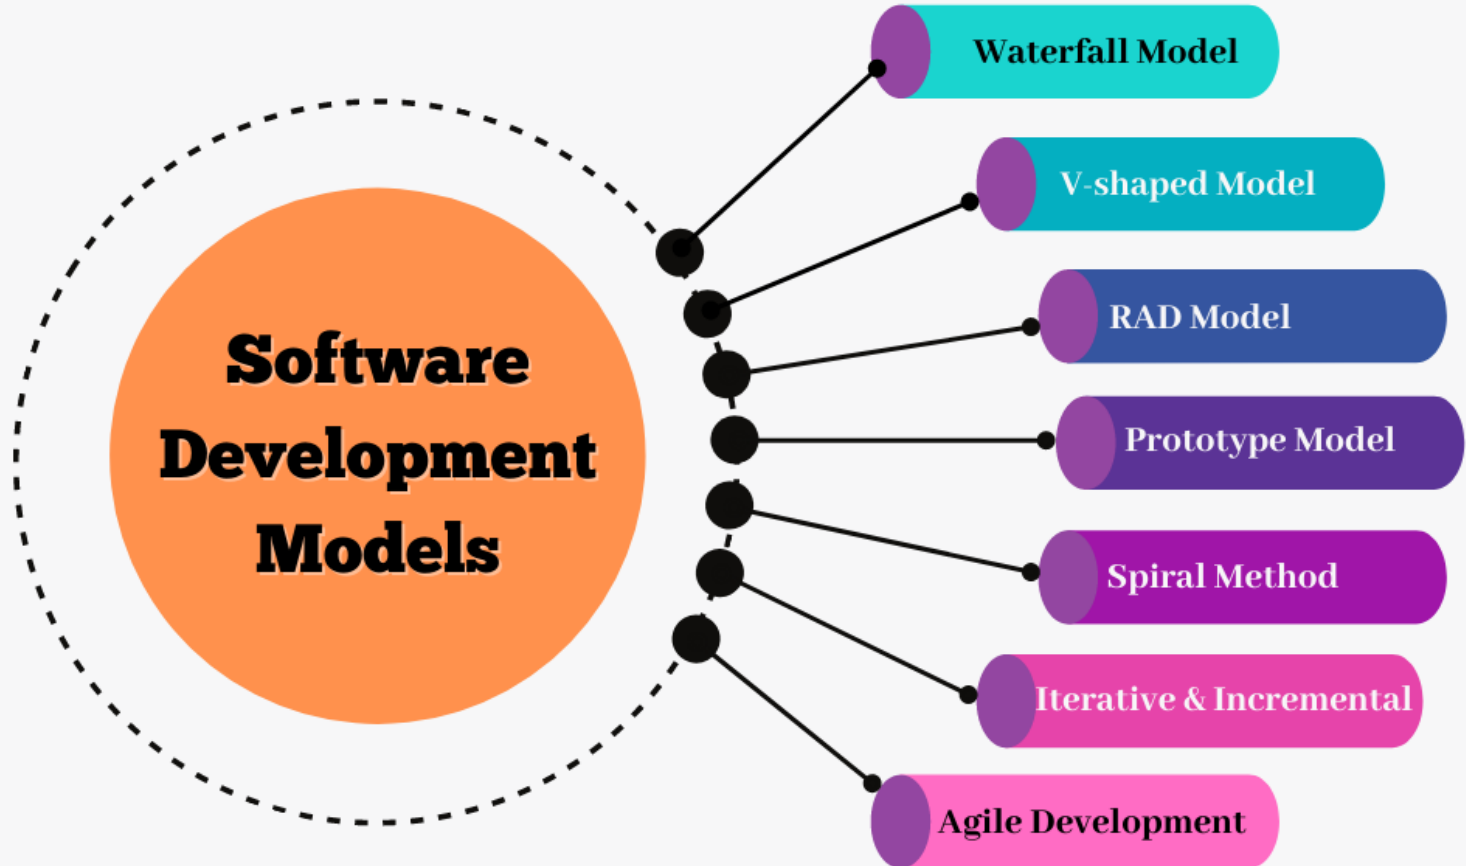 Software
Development
Models
Waterfall Model
V-shaped Model
RAD Model
Prototype Model
Spiral Method
Iterative & Incremental
Agile Development